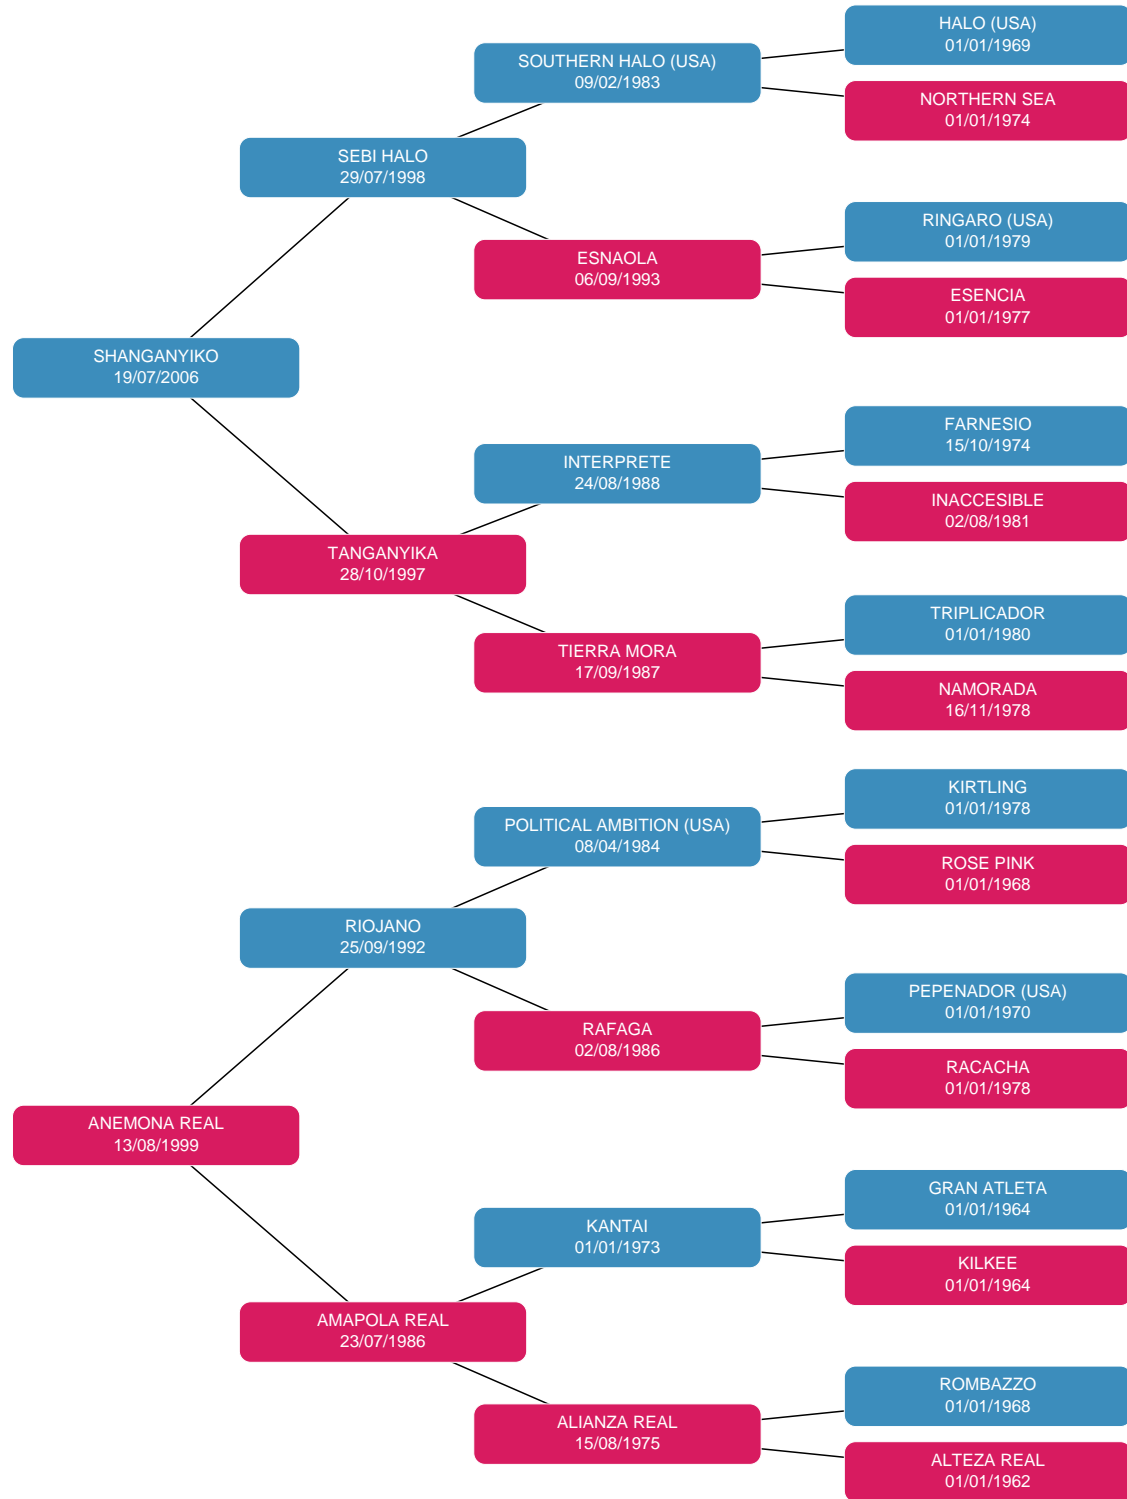 HALO (USA)
01/01/1969
SOUTHERN HALO (USA)
09/02/1983
NORTHERN SEA
01/01/1974
SEBI HALO
29/07/1998
RINGARO (USA)
01/01/1979
ESNAOLA
06/09/1993
ESENCIA
01/01/1977
SHANGANYIKO
19/07/2006
FARNESIO
15/10/1974
INTERPRETE
24/08/1988
INACCESIBLE
02/08/1981
TANGANYIKA
28/10/1997
TRIPLICADOR
01/01/1980
TIERRA MORA
17/09/1987
NAMORADA
16/11/1978
KIRTLING
01/01/1978
POLITICAL AMBITION (USA)
08/04/1984
ROSE PINK
01/01/1968
RIOJANO
25/09/1992
PEPENADOR (USA)
01/01/1970
RAFAGA
02/08/1986
RACACHA
01/01/1978
ANEMONA REAL
13/08/1999
GRAN ATLETA
01/01/1964
KANTAI
01/01/1973
KILKEE
01/01/1964
AMAPOLA REAL
23/07/1986
ROMBAZZO
01/01/1968
ALIANZA REAL
15/08/1975
ALTEZA REAL
01/01/1962